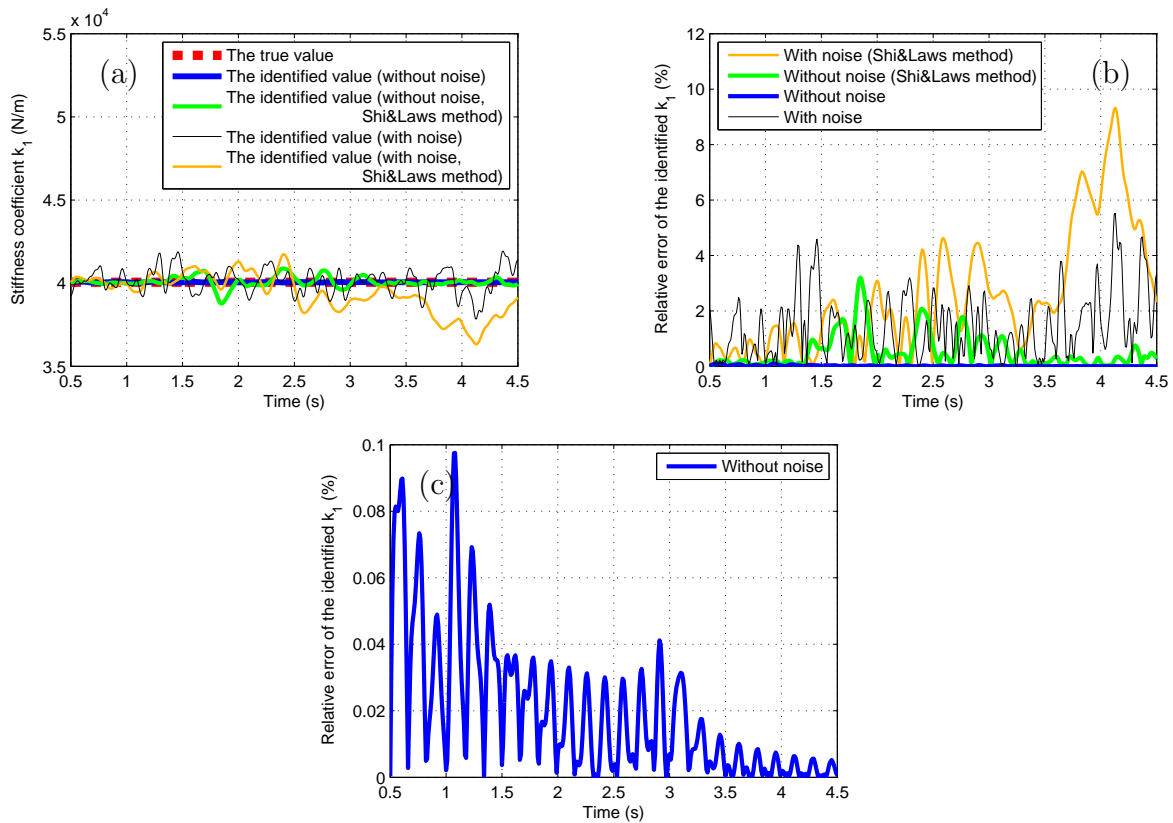 x 10⁴
5.5
5
4.5
4
3.5
0.5
1
1.5
2
2.5
3
3.5
4
4.5
Time (s)
Stiffness coefficient k₁ (N/m)
(a)
The true value
The identified value (without noise)
The identified value (without noise,
Shi&Laws method)
The identified value (with noise)
The identified value (with noise,
Shi&Laws method)
12
10
8
6
4
2
0
0.5
1
1.5
2
2.5
3
3.5
4
4.5
Time (s)
Relative error of the identified k₁ (%)
With noise (Shi&Laws method)
Without noise (Shi&Laws method)
Without noise
With noise
(b)
0.1
0.08
0.06
0.04
0.02
0
0.5
1
1.5
2
2.5
3
3.5
4
4.5
Time (s)
Relative error of the identified k₁ (%)
(c)
Without noise